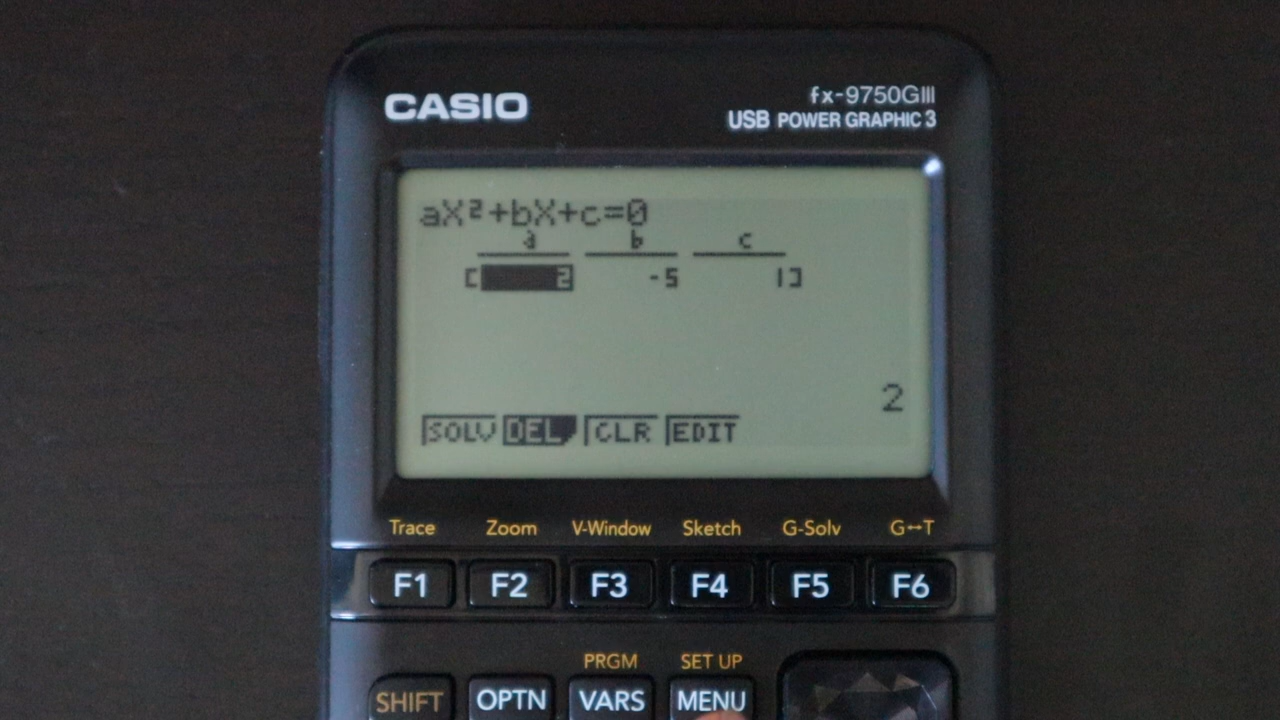 CASIO
fx-9750GIII
USB POWER GRAPHIC 3
aX²+bX+c=0
a b c
[ 2 -5 1]
2
SOLV DEL CLR EDIT
Trace Zoom V-Window Sketch G-Solv G↔T
F1 F2 F3 F4 F5 F6
PRGM SET UP
SHIFT OPTN VARS MENU